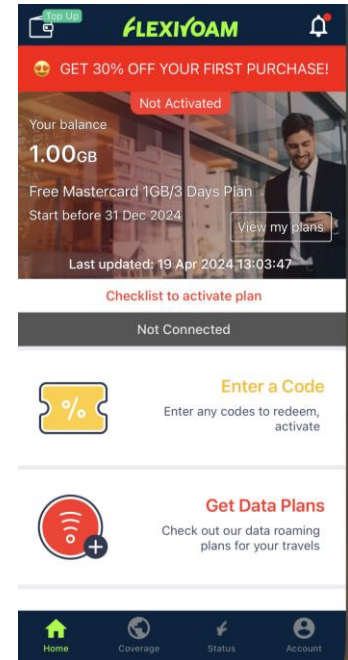 Top Up
FLEXIROAM
GET 30% OFF YOUR FIRST PURCHASE!
Not Activated
Your balance
1.00GB
Free Mastercard 1GB/3 Days Plan
Start before 31 Dec 2024
View my plans
Last updated: 19 Apr 2024 13:03:47
Checklist to activate plan
Not Connected
Enter a Code
Enter any codes to redeem,
activate
Get Data Plans
Check out our data roaming
plans for your travels
Home
Coverage
Status
Account